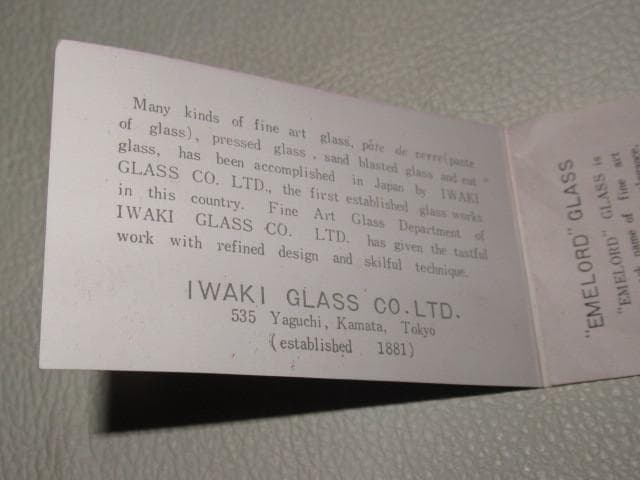 Many kinds of fine art glass, pâte de verre(paste
of glass), pressed glass, sand blasted glass and cut
glass, has been accomplished in Japan by IWAKI
GLASS CO. LTD., the first established glass works
in this country. Fine Art Glass Department of
IWAKI GLASS CO. LTD. has given the tastful
work with refined design and skilful technique.
IWAKI GLASS CO. LTD.
535 Yaguchi, Kamata, Tokyo
(established 1881)
"EMELORD" GLASS
"EMELORD" GLASS is
name of fine art